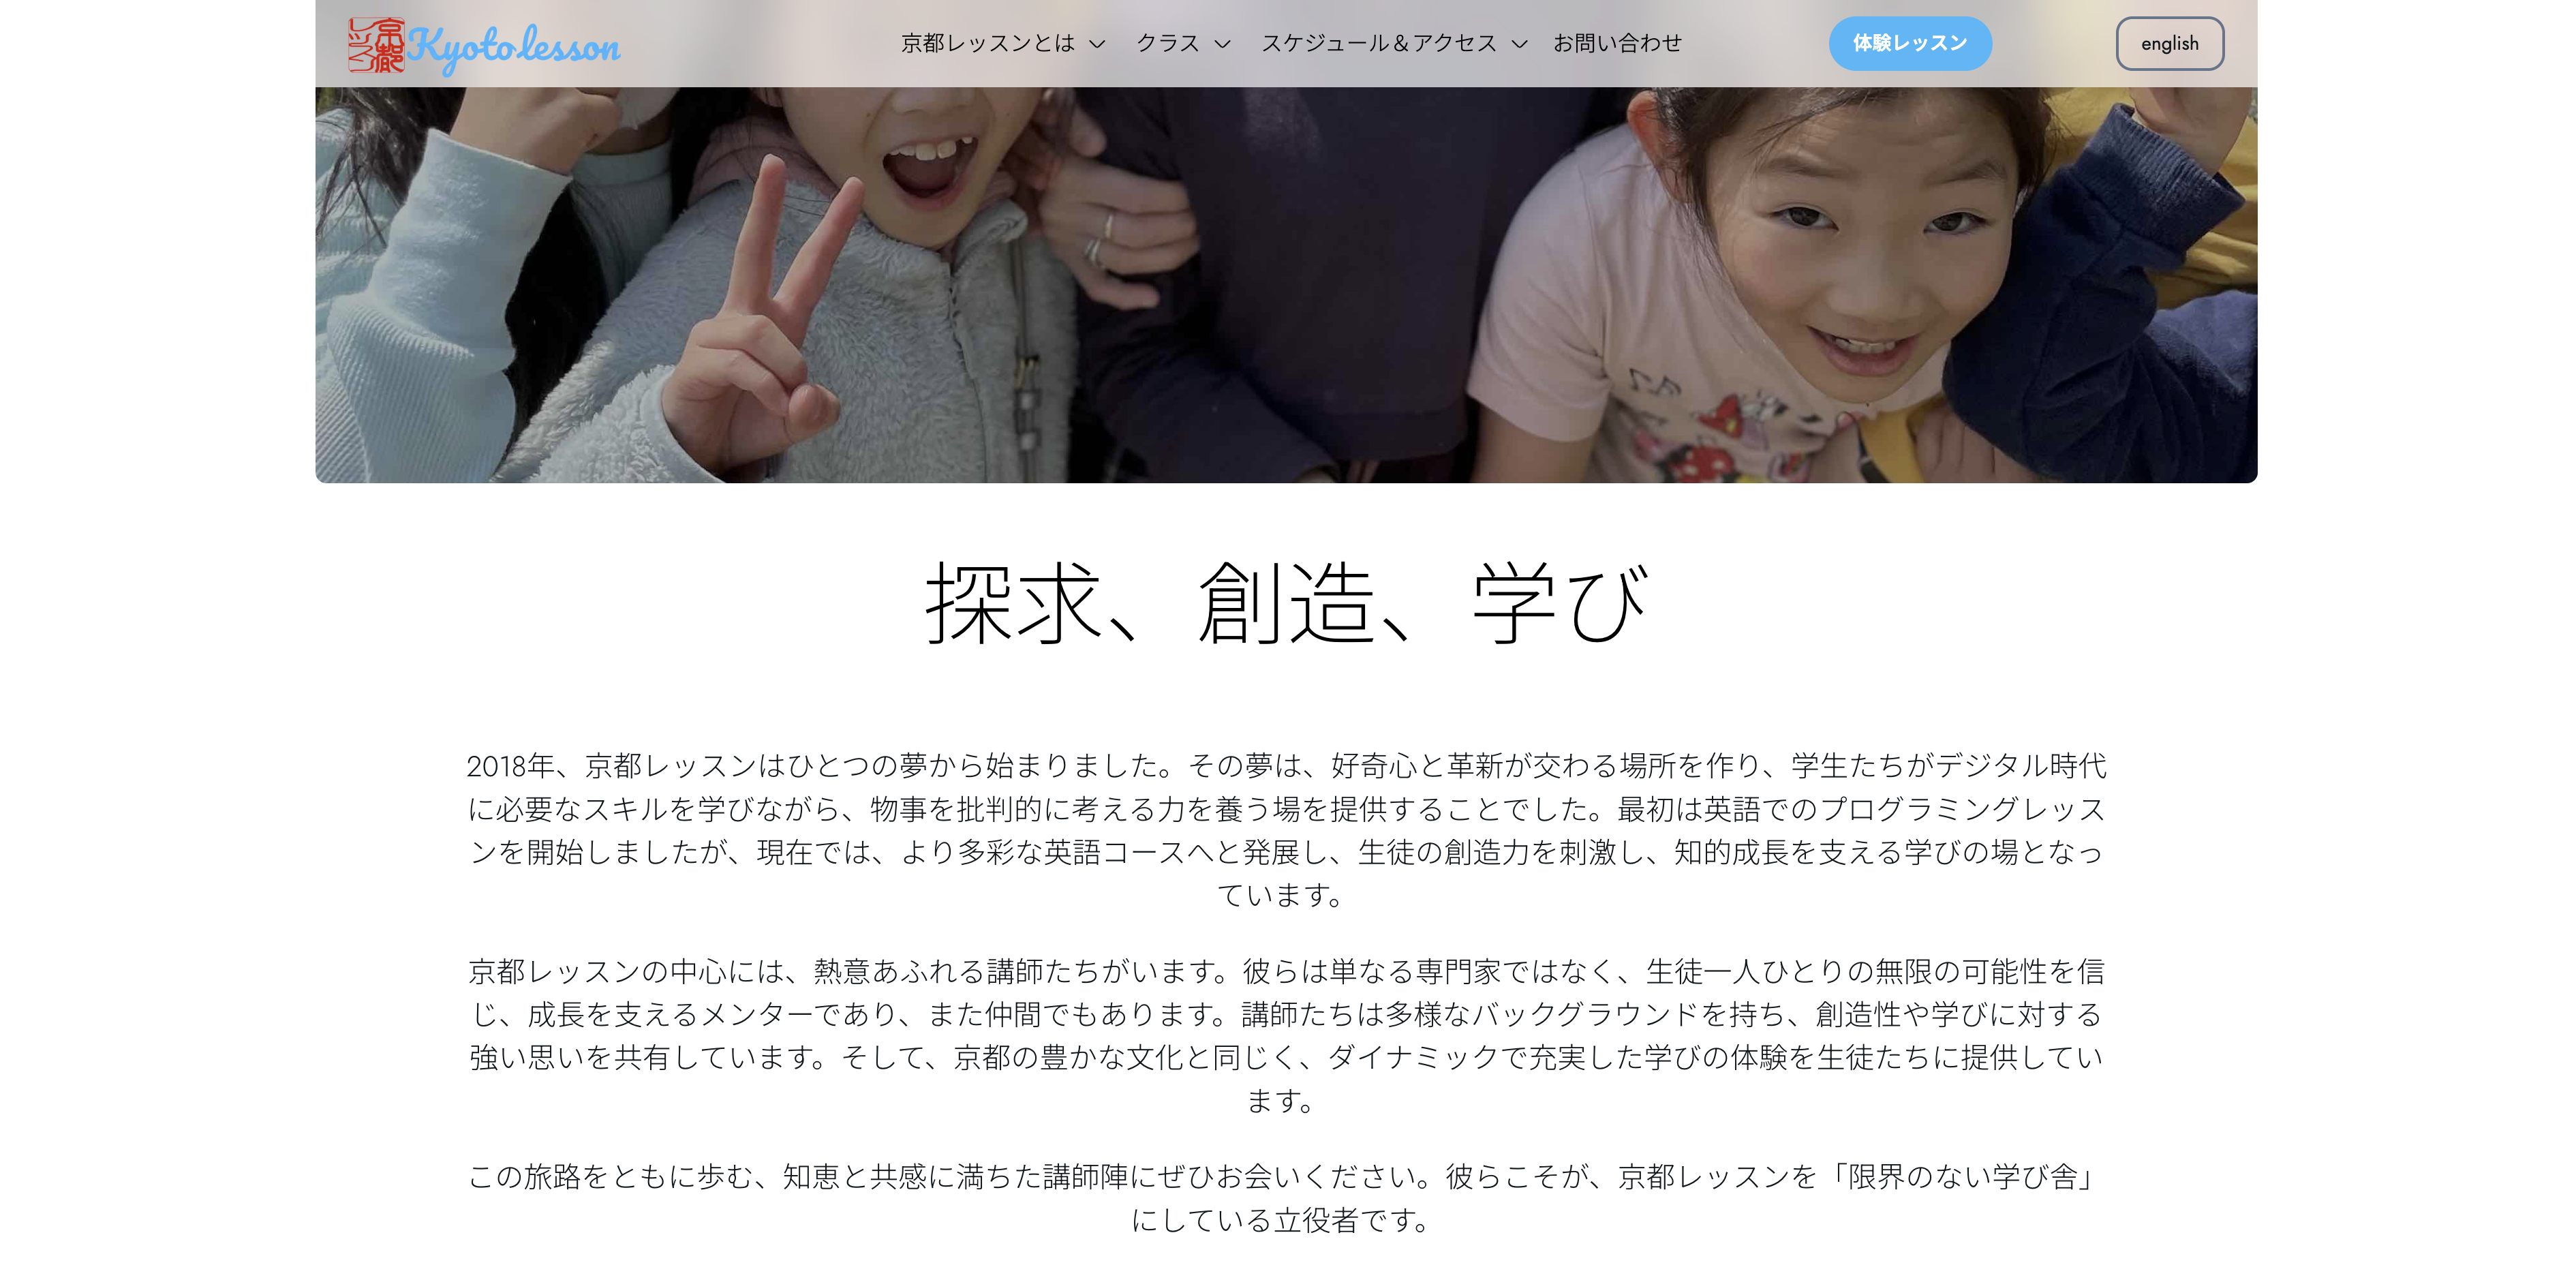 京都レッスン
Kyoto lesson
京都レッスンとは
クラス
スケジュール＆アクセス
お問い合わせ
体験レッスン
english
探求、創造、学び
2018年、京都レッスンはひとつの夢から始まりました。その夢は、好奇心と革新が交わる場所を作り、学生たちがデジタル時代
に必要なスキルを学びながら、物事を批判的に考える力を養う場を提供することでした。最初は英語でのプログラミングレッス
ンを開始しましたが、現在では、より多彩な英語コースへと発展し、生徒の創造力を刺激し、知的成長を支える学びの場となっ
ています。
京都レッスンの中心には、熱意あふれる講師たちがいます。彼らは単なる専門家ではなく、生徒一人ひとりの無限の可能性を信
じ、成長を支えるメンターであり、また仲間でもあります。講師たちは多様なバックグラウンドを持ち、創造性や学びに対する
強い思いを共有しています。そして、京都の豊かな文化と同じく、ダイナミックで充実した学びの体験を生徒たちに提供してい
ます。
この旅路をともに歩む、知恵と共感に満ちた講師陣にぜひお会いください。彼らこそが、京都レッスンを「限界のない学び舎」
にしている立役者です。